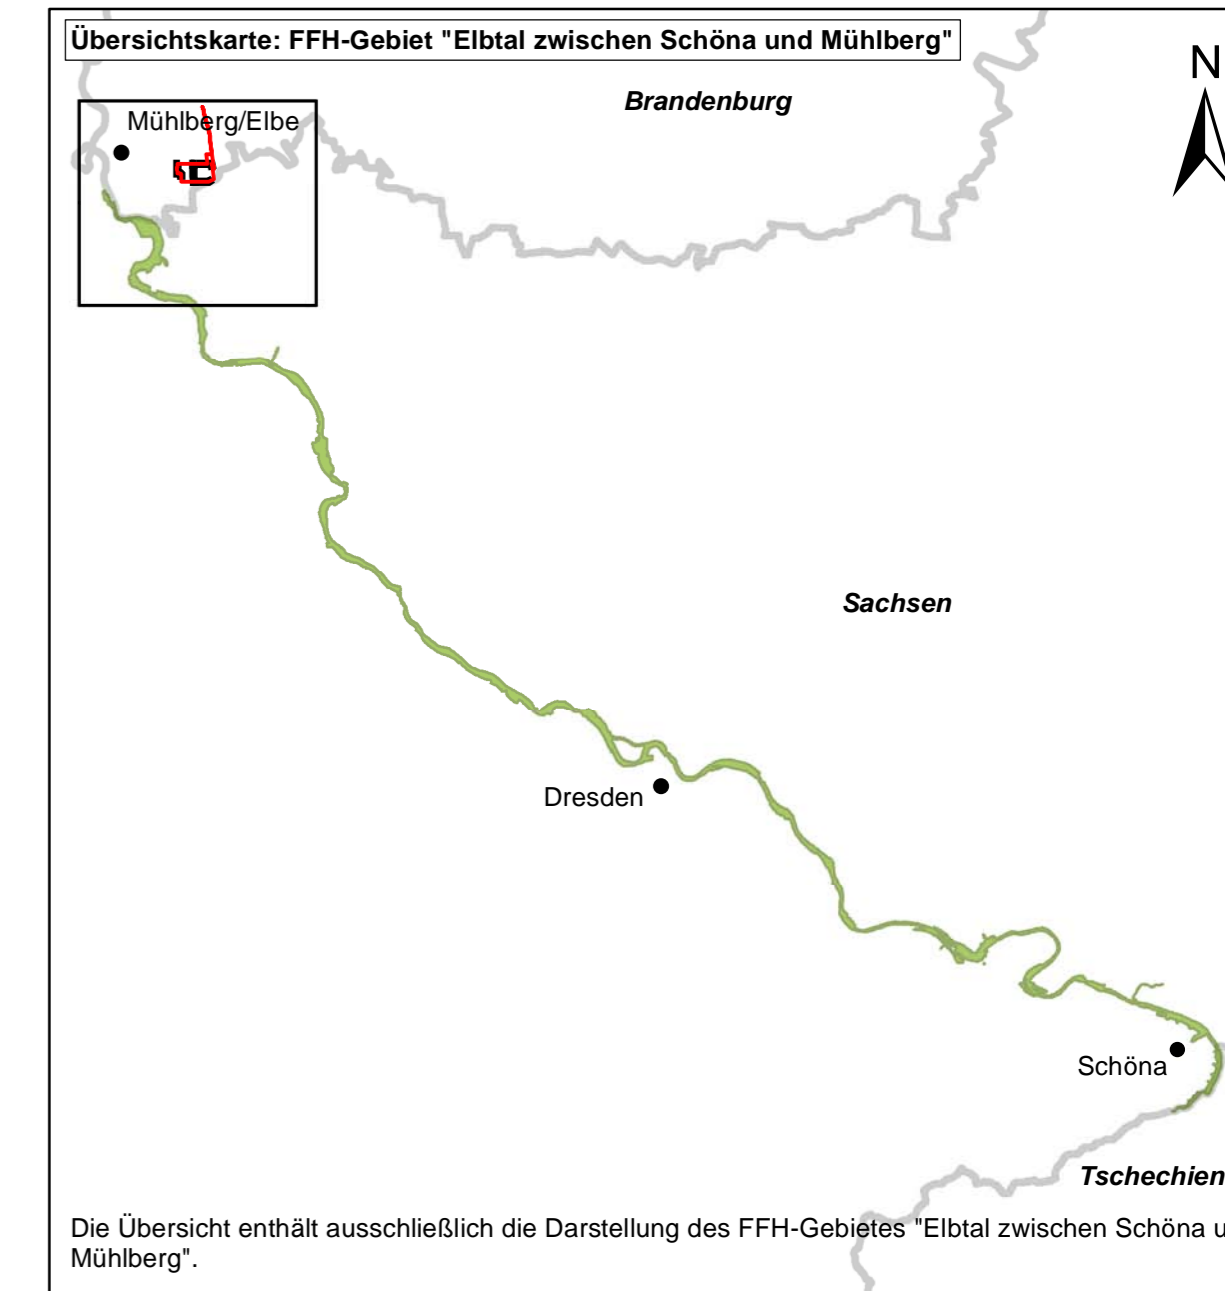 Übersichtskarte: FFH-Gebiet "Elbtal zwischen Schöna und Mühlberg"
N
Brandenburg
Mühlberg/Elbe
Sachsen
Dresden
Schöna
Tschechien
Die Übersicht enthält ausschließlich die Darstellung des FFH-Gebietes "Elbtal zwischen Schöna u
Mühlberg".